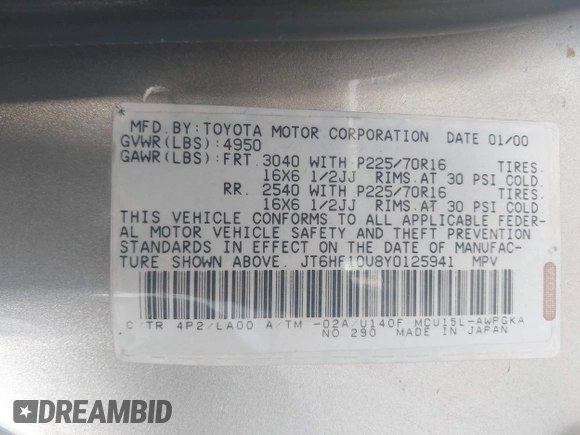 MFD. BY: TOYOTA MOTOR CORPORATION DATE 01/00
GVWR(LBS):4950
GAWR(LBS):FRT. 3040 WITH P225/70R16 TIRES.
16X6 1/2JJ RIMS.AT 30 PSI COLD.
RR. 2540 WITH P225/70R16 TIRES.
16X6 1/2JJ RIMS.AT 30 PSI COLD.
THIS VEHICLE CONFORMS TO ALL APPLICABLE FEDER-
AL MOTOR VEHICLE SAFETY AND THEFT PREVENTION
STANDARDS IN EFFECT ON THE DATE OF MANUFAC-
TURE SHOWN ABOVE. JT6HF10U8Y0125941 MPV
C TR 4P2/LA00 A/TM -02A U140F MCU15L-AWPGKA
NO 290 MADE IN JAPAN
DREAMBID